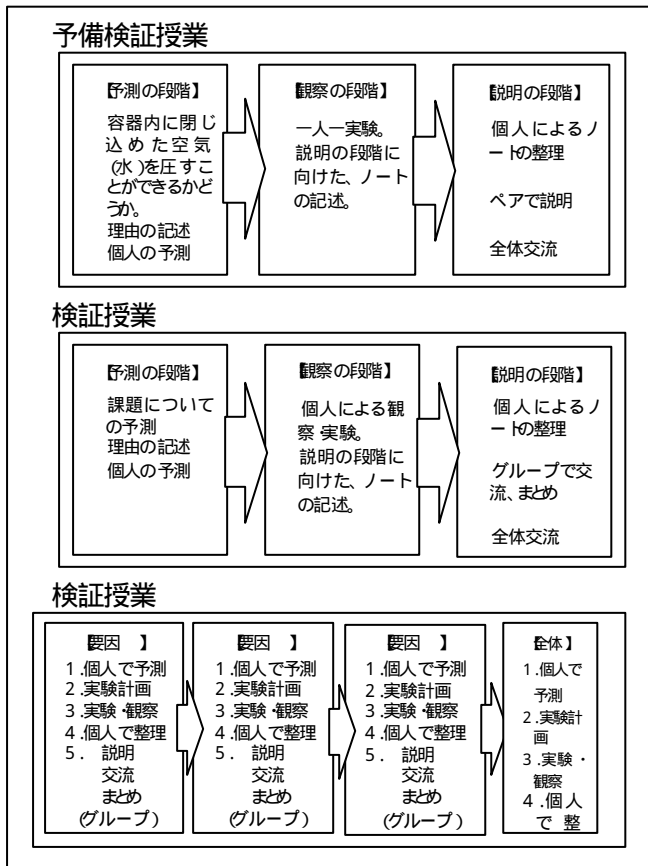 予備検証授業
【予測の段階】
容器内に閉じ
込めた空気
(水)を圧すこ
とができるかど
うか。
理由の記述
個人の予測
【観察の段階】
一人一実験。
説明の段階に
向けた、ノート
の記述。
【説明の段階】
個人によるノ
ートの整理
ペアで説明
全体交流
検証授業
【予測の段階】
課題について
の予測
理由の記述
個人の予測
【観察の段階】
個人による観
察・実験。
説明の段階に
向けた、ノート
の記述。
【説明の段階】
個人によるノ
ートの整理
グループで交
流、まとめ
全体交流
検証授業
【要因 】
1.個人で予測
2.実験計画
3.実験・観察
4.個人で整理
5. 説明
交流
まとめ
(グループ)
【要因 】
1.個人で予測
2.実験計画
3.実験・観察
4.個人で整理
5. 説明
交流
まとめ
(グループ)
【要因 】
1.個人で予測
2.実験計画
3.実験・観察
4.個人で整理
5. 説明
交流
まとめ
(グループ)
【全体】
1.個人で
予測
2.実験計
画
3.実験・
観察
4.個人
で 整